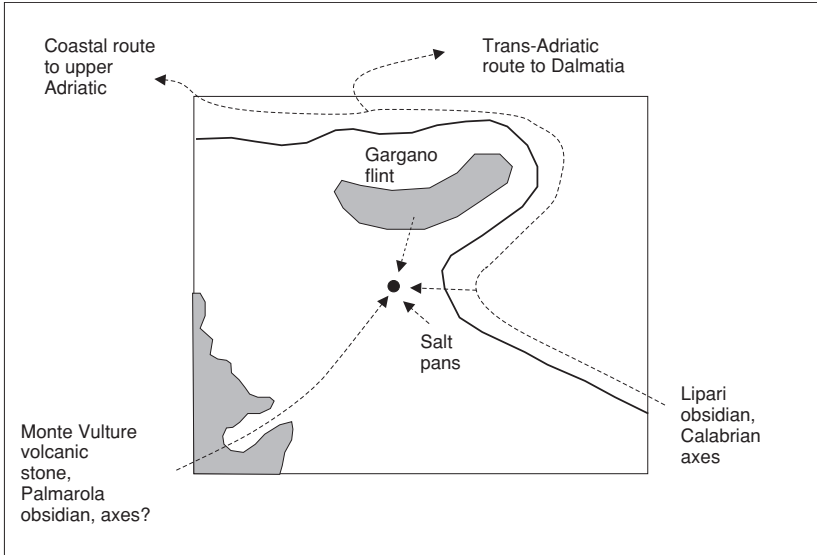 Coastal route
to upper
Adriatic
Trans-Adriatic
route to Dalmatia
Gargano
flint
Salt
pans
Lipari
obsidian,
Calabrian
axes
Monte Vulture
volcanic
stone,
Palmarola
obsidian, axes?